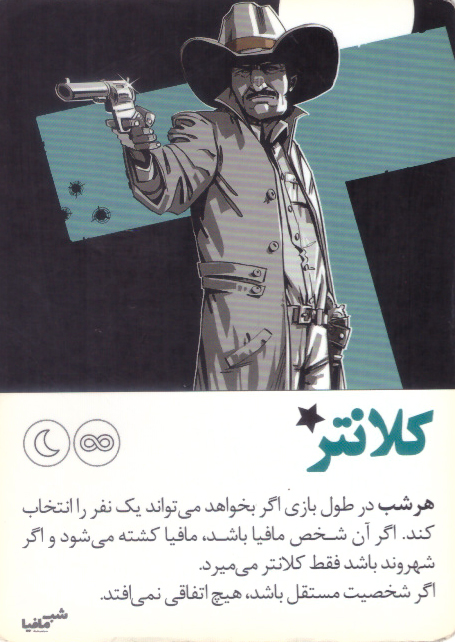 کلانتر
هر شب در طول بازی اگر بخواهد می‌تواند یک نفر را انتخاب
کند. اگر آن شخص مافیا باشد، مافیا کشته می‌شود و اگر
شهروند باشد فقط کلانتر می‌میرد.
اگر شخصیت مستقل باشد، هیچ اتفاقی نمی‌افتد.
شب مافیا